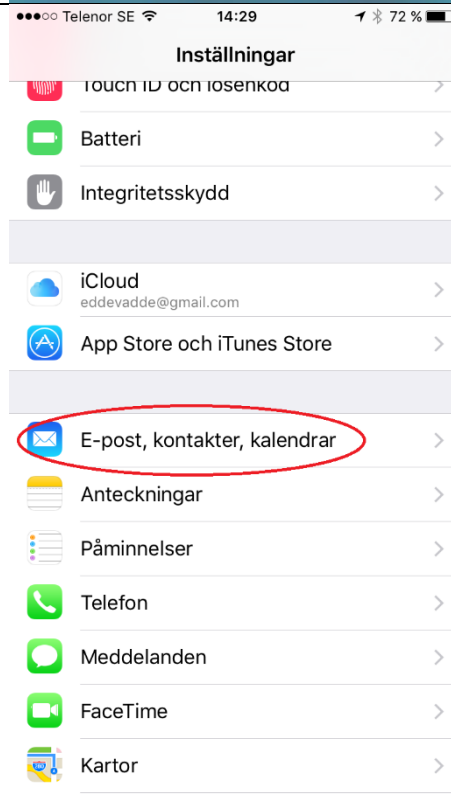 Telenor SE 14:29 72 %
Inställningar
Touch ID och lösenkod
Batteri
Integritetsskydd
iCloud
eddevadde@gmail.com
App Store och iTunes Store
E-post, kontakter, kalendrar
Anteckningar
Påminnelser
Telefon
Meddelanden
FaceTime
Kartor